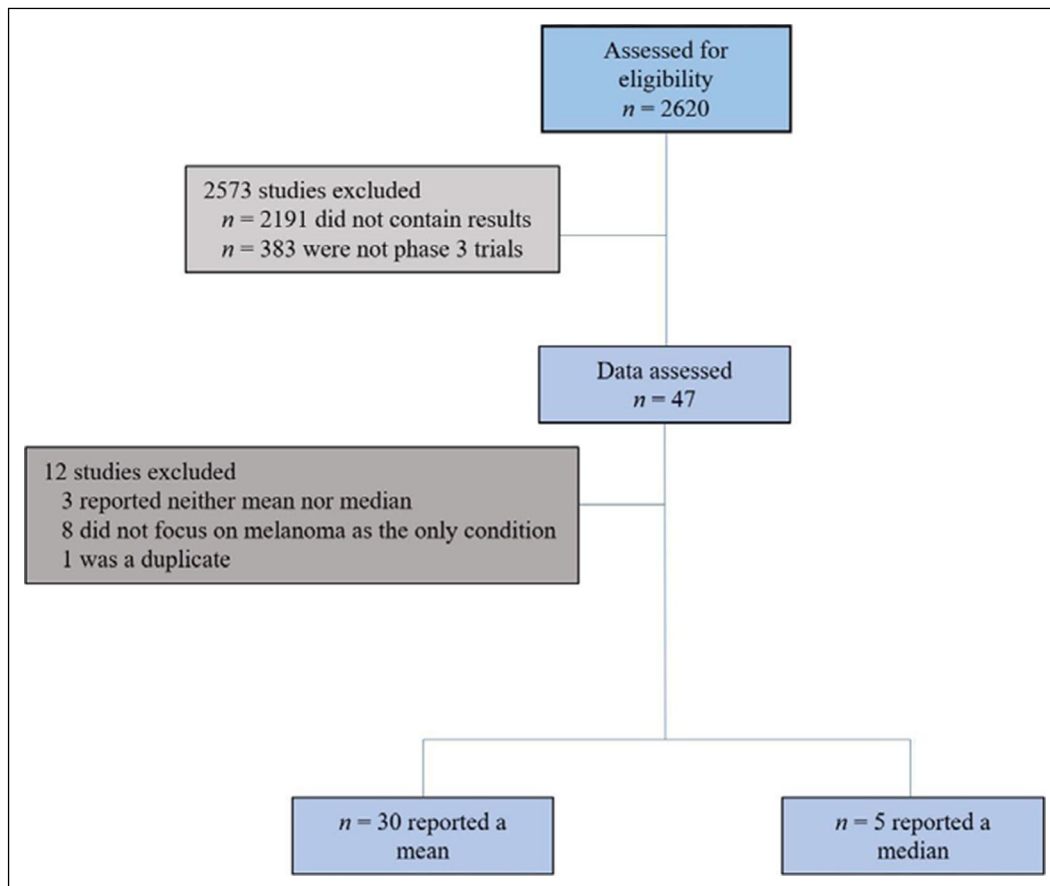 Assessed for
eligibility
n = 2620
2573 studies excluded
n = 2191 did not contain results
n = 383 were not phase 3 trials
Data assessed
n = 47
12 studies excluded
3 reported neither mean nor median
8 did not focus on melanoma as the only condition
1 was a duplicate
n = 30 reported a
mean
n = 5 reported a
median